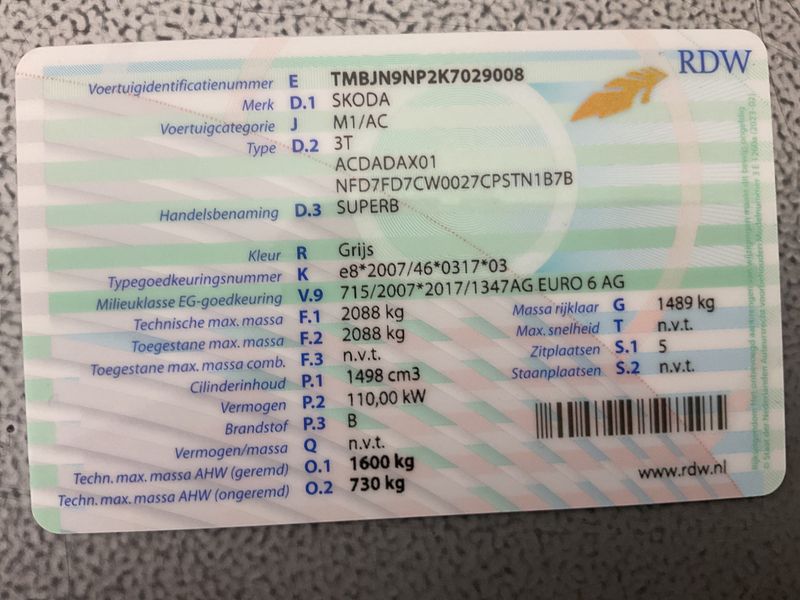 RDW
Voertuigidentificatienummer E TMBJN9NP2K7029008
Merk D.1 SKODA
Voertuigcategorie J M1/AC
Type D.2 3T
ACDADAX01
NFD7FD7CW0027CPSTN1B7B
Handelsbenaming D.3 SUPERB
Kleur R Grijs
Typegoedkeuringsnummer K e8*2007/46*0317*03
Milieuklasse EG-goedkeuring V.9 715/2007*2017/1347AG EURO 6 AG
Technische max. massa F.1 2088 kg
Massa rijklaar G 1489 kg
Toegestane max. massa F.2 2088 kg
Max. snelheid T n.v.t.
Toegestane max. massa comb. F.3 n.v.t.
Zitplaatsen S.1 5
Cilinderinhoud P.1 1498 cm3
Staanplaatsen S.2 n.v.t.
Vermogen P.2 110,00 kW
Brandstof P.3 B
Vermogen/massa Q n.v.t.
Techn. max. massa AHW (geremd) O.1 1600 kg
Techn. max. massa AHW (ongeremd) O.2 730 kg
www.rdw.nl